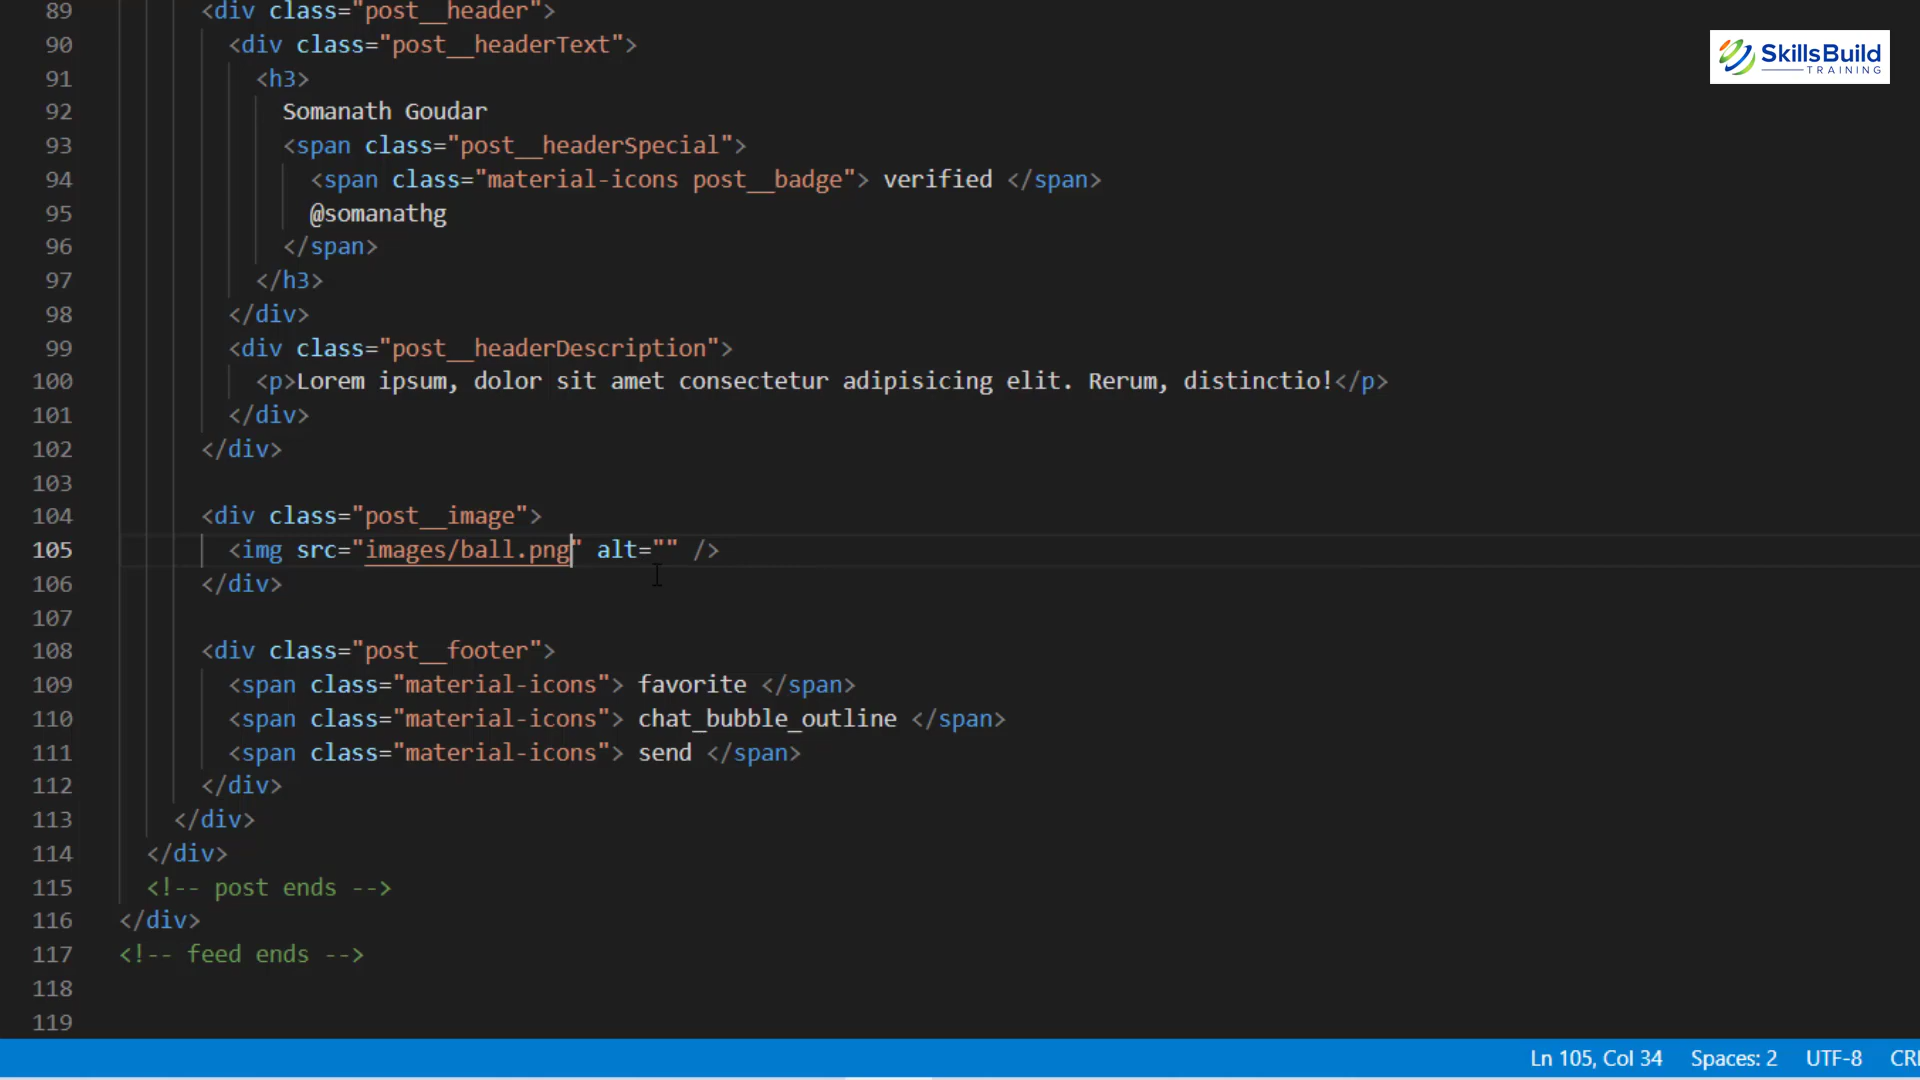 SkillsBuild
TRAINING
89 <div class="post__header">
90 <div class="post__headerText">
91 <h3>
92 Somanath Goudar
93 <span class="post__headerSpecial">
94 <span class="material-icons post__badge"> verified </span>
95 @somanathg
96 </span>
97 </h3>
98 </div>
99 <div class="post__headerDescription">
100 <p>Lorem ipsum, dolor sit amet consectetur adipisicing elit. Rerum, distinctio!</p>
101 </div>
102 </div>
103
104 <div class="post__image">
105 <img src="images/ball.png" alt="" />
106 </div>
107
108 <div class="post__footer">
109 <span class="material-icons"> favorite </span>
110 <span class="material-icons"> chat_bubble_outline </span>
111 <span class="material-icons"> send </span>
112 </div>
113 </div>
114 </div>
115 <!-- post ends -->
116 </div>
117 <!-- feed ends -->
118
119
Ln 105, Col 34 Spaces: 2 UTF-8